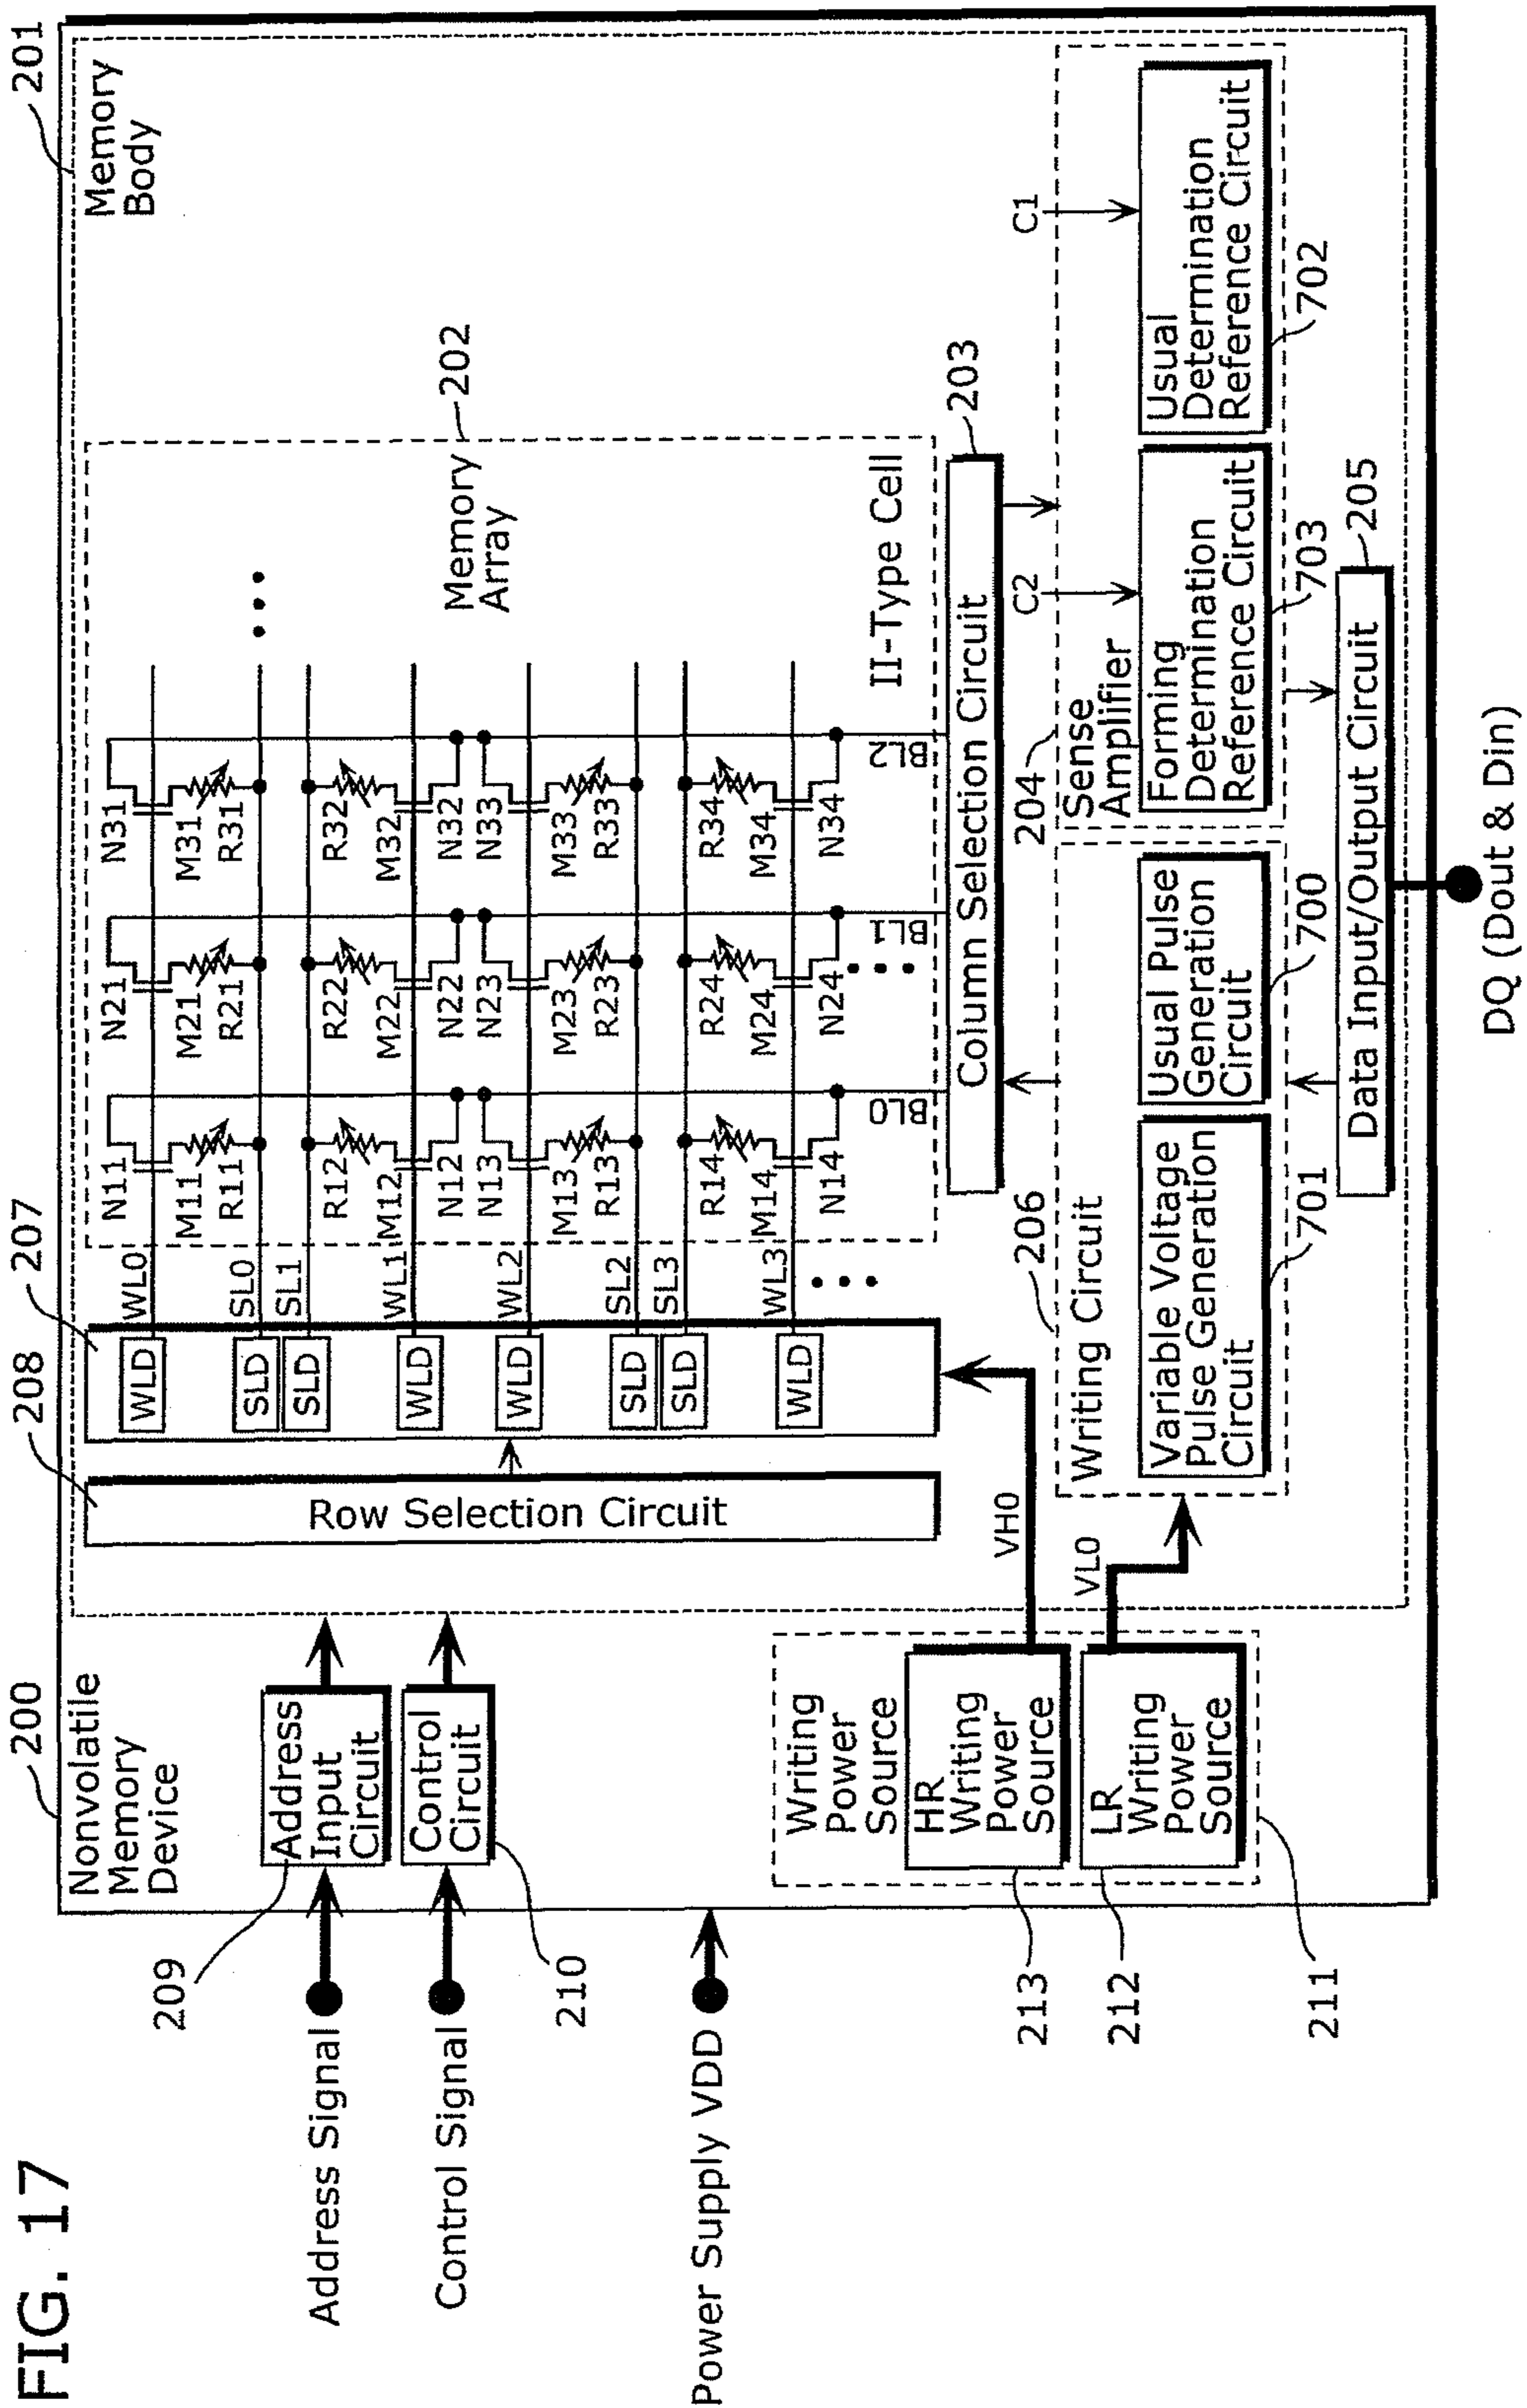 FIG. 17
200
Nonvolatile
Memory
Device
201
Memory
Body
208
207
Row Selection Circuit
WLD
SLD
SLD
WLD
WLD
SLD
SLD
WLD
WL0
SL0
SL1
WL1
WL2
SL2
SL3
WL3
N11
M11
R11
R12
M12
N12
N13
M13
R13
R14
M14
N14
N21
M21
R21
R22
M22
N22
N23
M23
R23
R24
M24
N24
N31
M31
R31
R32
M32
N32
N33
M33
R33
R34
M34
N34
BL0
BL1
BL2
Memory
Array
202
II-Type Cell
Address Signal
209
Address
Input
Circuit
Control Signal
210
Control
Circuit
Power Supply VDD
Writing
Power
Source
HR
Writing
Power
Source
LR
Writing
Power
Source
213
212
211
VH0
VL0
Column Selection Circuit
203
206
Writing Circuit
Variable Voltage
Pulse Generation
Circuit
701
Usual Pulse
Generation
Circuit
700
204
Sense
Amplifier
C2
C1
Forming
Determination
Reference Circuit
703
Usual
Determination
Reference Circuit
702
Data Input/Output Circuit
205
DQ (Dout & Din)